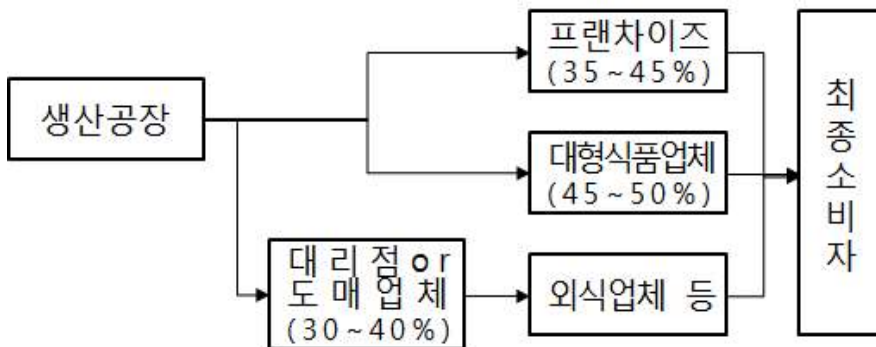 생산공장
프랜차이즈
(35~45%)
대형식품업체
(45~50%)
대리점or
도매업체
(30~40%)
외식업체 등
최종소비자